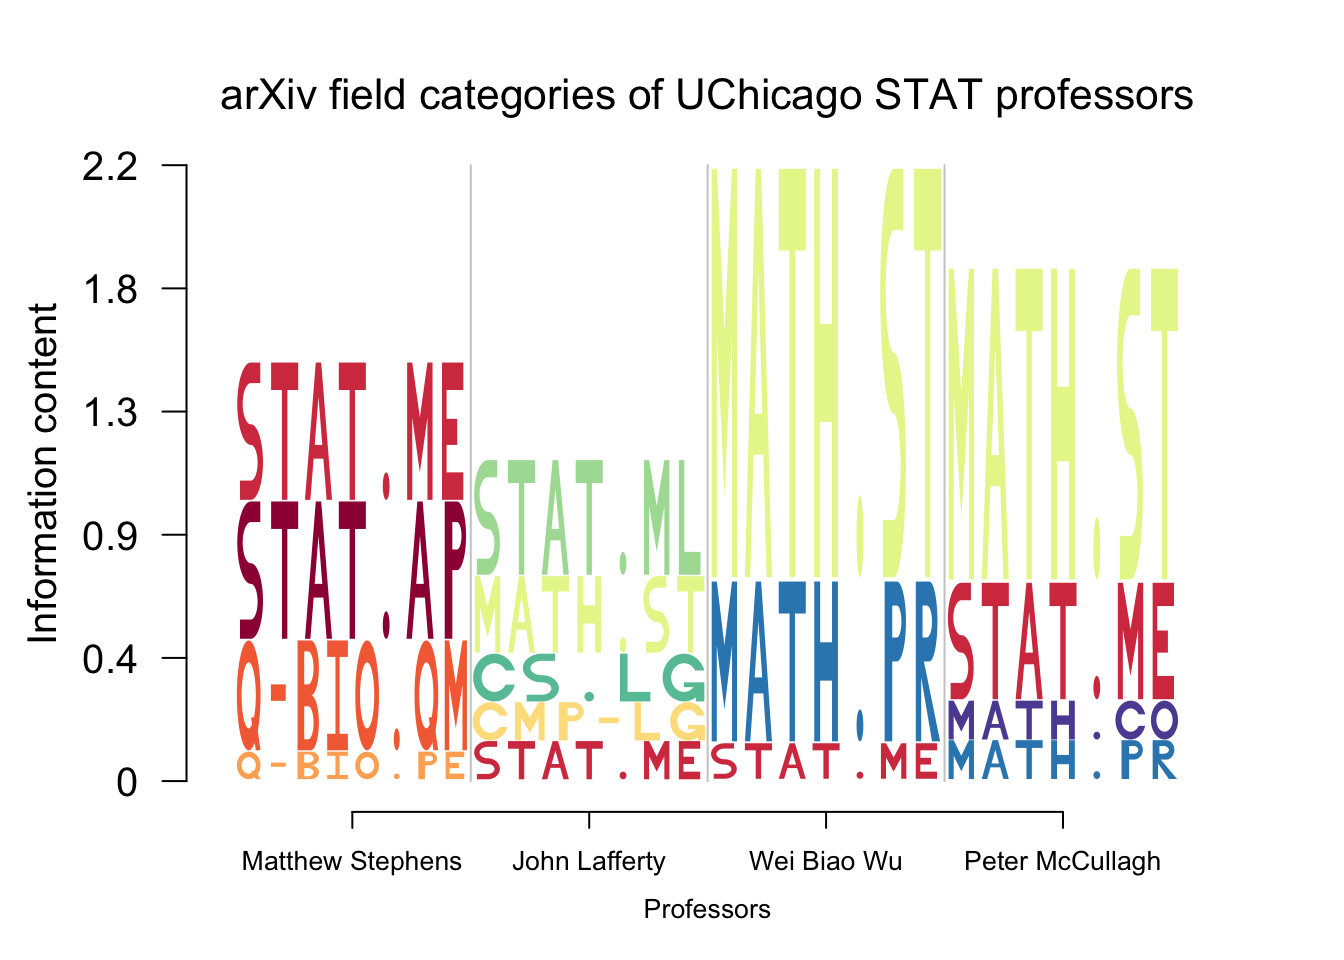 arXiv field categories of UChicago STAT professors
2.2
1.8
1.3
0.9
0.4
0
Information content
STAT.ME
STAT.AP
Q-BIO.QM
Q-BIO.PE
STAT.ML
MATH.ST
CS.LG
CMP-LG
STAT.ME
MATH.ST
MATH.PR
STAT.ME
MATH.ST
STAT.ME
MATH.CO
MATH.PR
Matthew Stephens John Lafferty Wei Biao Wu Peter McCullagh
Professors